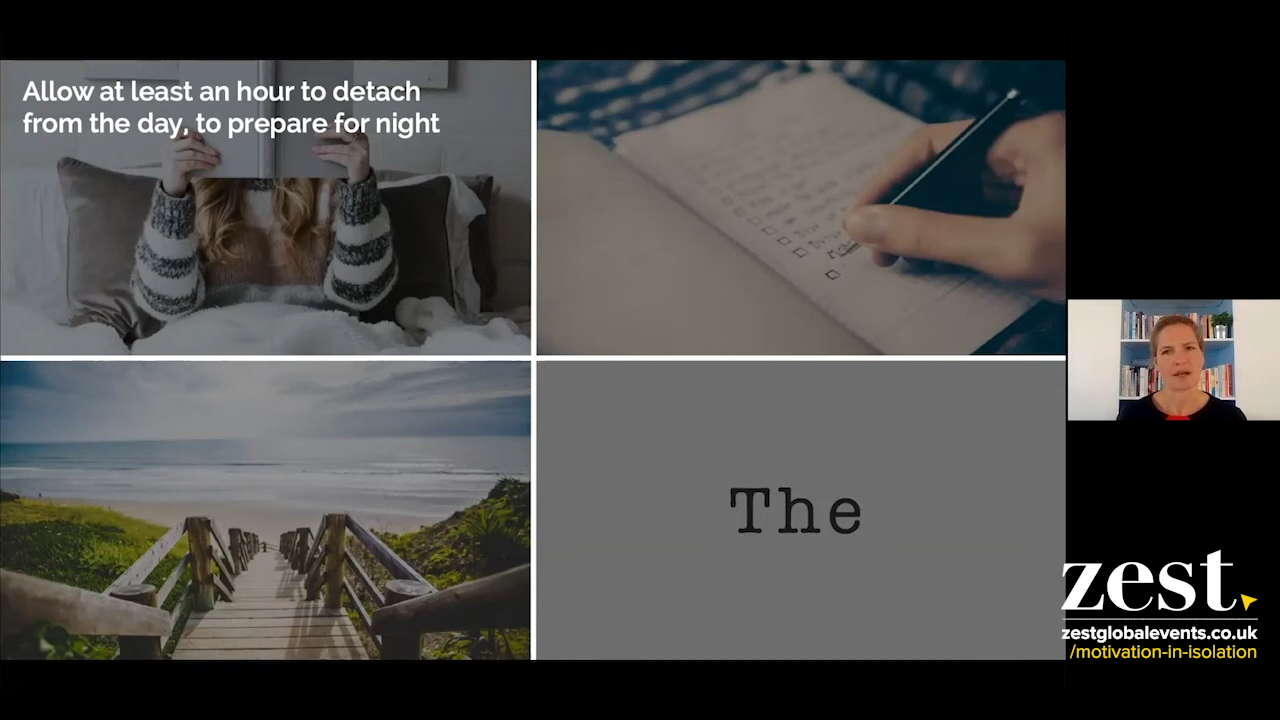 Allow at least an hour to detach
from the day, to prepare for night
The
zest.
zestglobalevents.co.uk
/motivation-in-isolation